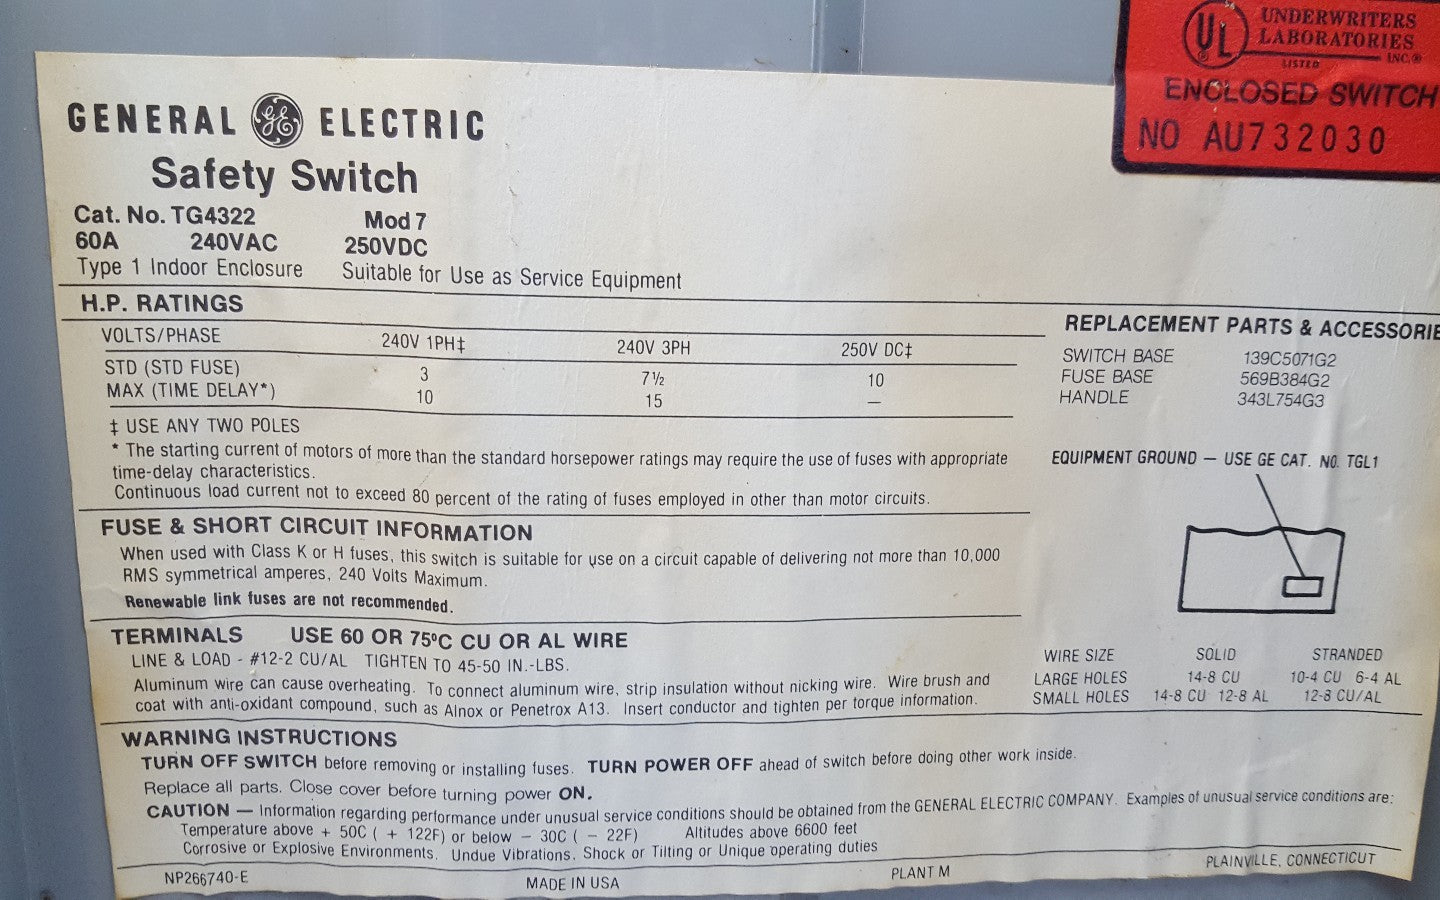 UL UNDERWRITERS
LABORATORIES
INC.®
LISTED
ENCLOSED SWITCH
NO AU732030
GENERAL GE ELECTRIC
Safety Switch
Cat. No. TG4322 Mod 7
60A 240VAC 250VDC
Type 1 Indoor Enclosure Suitable for Use as Service Equipment
H.P. RATINGS
VOLTS/PHASE 240V 1PH‡ 240V 3PH 250V DC‡
STD (STD FUSE) 3 7½ 10
MAX (TIME DELAY*) 10 15 —
‡ USE ANY TWO POLES
* The starting current of motors of more than the standard horsepower ratings may require the use of fuses with appropriate
time-delay characteristics.
Continuous load current not to exceed 80 percent of the rating of fuses employed in other than motor circuits.
REPLACEMENT PARTS & ACCESSORIE
SWITCH BASE 139C5071G2
FUSE BASE 569B384G2
HANDLE 343L754G3
EQUIPMENT GROUND — USE GE CAT. NO. TGL1
FUSE & SHORT CIRCUIT INFORMATION
When used with Class K or H fuses, this switch is suitable for use on a circuit capable of delivering not more than 10,000
RMS symmetrical amperes, 240 Volts Maximum.
Renewable link fuses are not recommended.
TERMINALS USE 60 OR 75ºC CU OR AL WIRE
LINE & LOAD - #12-2 CU/AL TIGHTEN TO 45-50 IN.-LBS.
Aluminum wire can cause overheating. To connect aluminum wire, strip insulation without nicking wire. Wire brush and
coat with anti-oxidant compound, such as Alnox or Penetrox A13. Insert conductor and tighten per torque information.
WIRE SIZE SOLID STRANDED
LARGE HOLES 14-8 CU 10-4 CU 6-4 AL
SMALL HOLES 14-8 CU 12-8 AL 12-8 CU/AL
WARNING INSTRUCTIONS
TURN OFF SWITCH before removing or installing fuses. TURN POWER OFF ahead of switch before doing other work inside.
Replace all parts. Close cover before turning power ON.
CAUTION — Information regarding performance under unusual service conditions should be obtained from the GENERAL ELECTRIC COMPANY. Examples of unusual service conditions are:
Temperature above + 50C ( + 122F) or below − 30C ( − 22F) Altitudes above 6600 feet
Corrosive or Explosive Environments. Undue Vibrations. Shock or Tilting or Unique operating duties
NP266740-E MADE IN USA PLANT M PLAINVILLE, CONNECTICUT